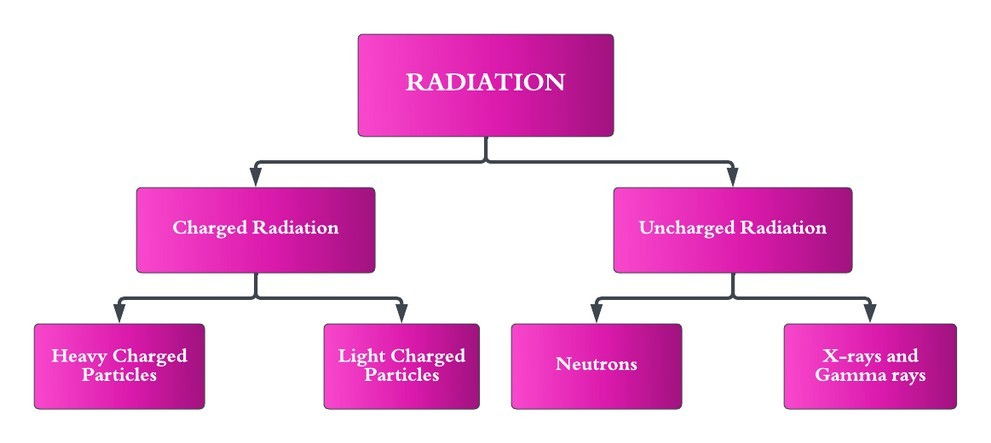 RADIATION
Charged Radiation
Uncharged Radiation
Heavy Charged
Particles
Light Charged
Particles
Neutrons
X-rays and
Gamma rays